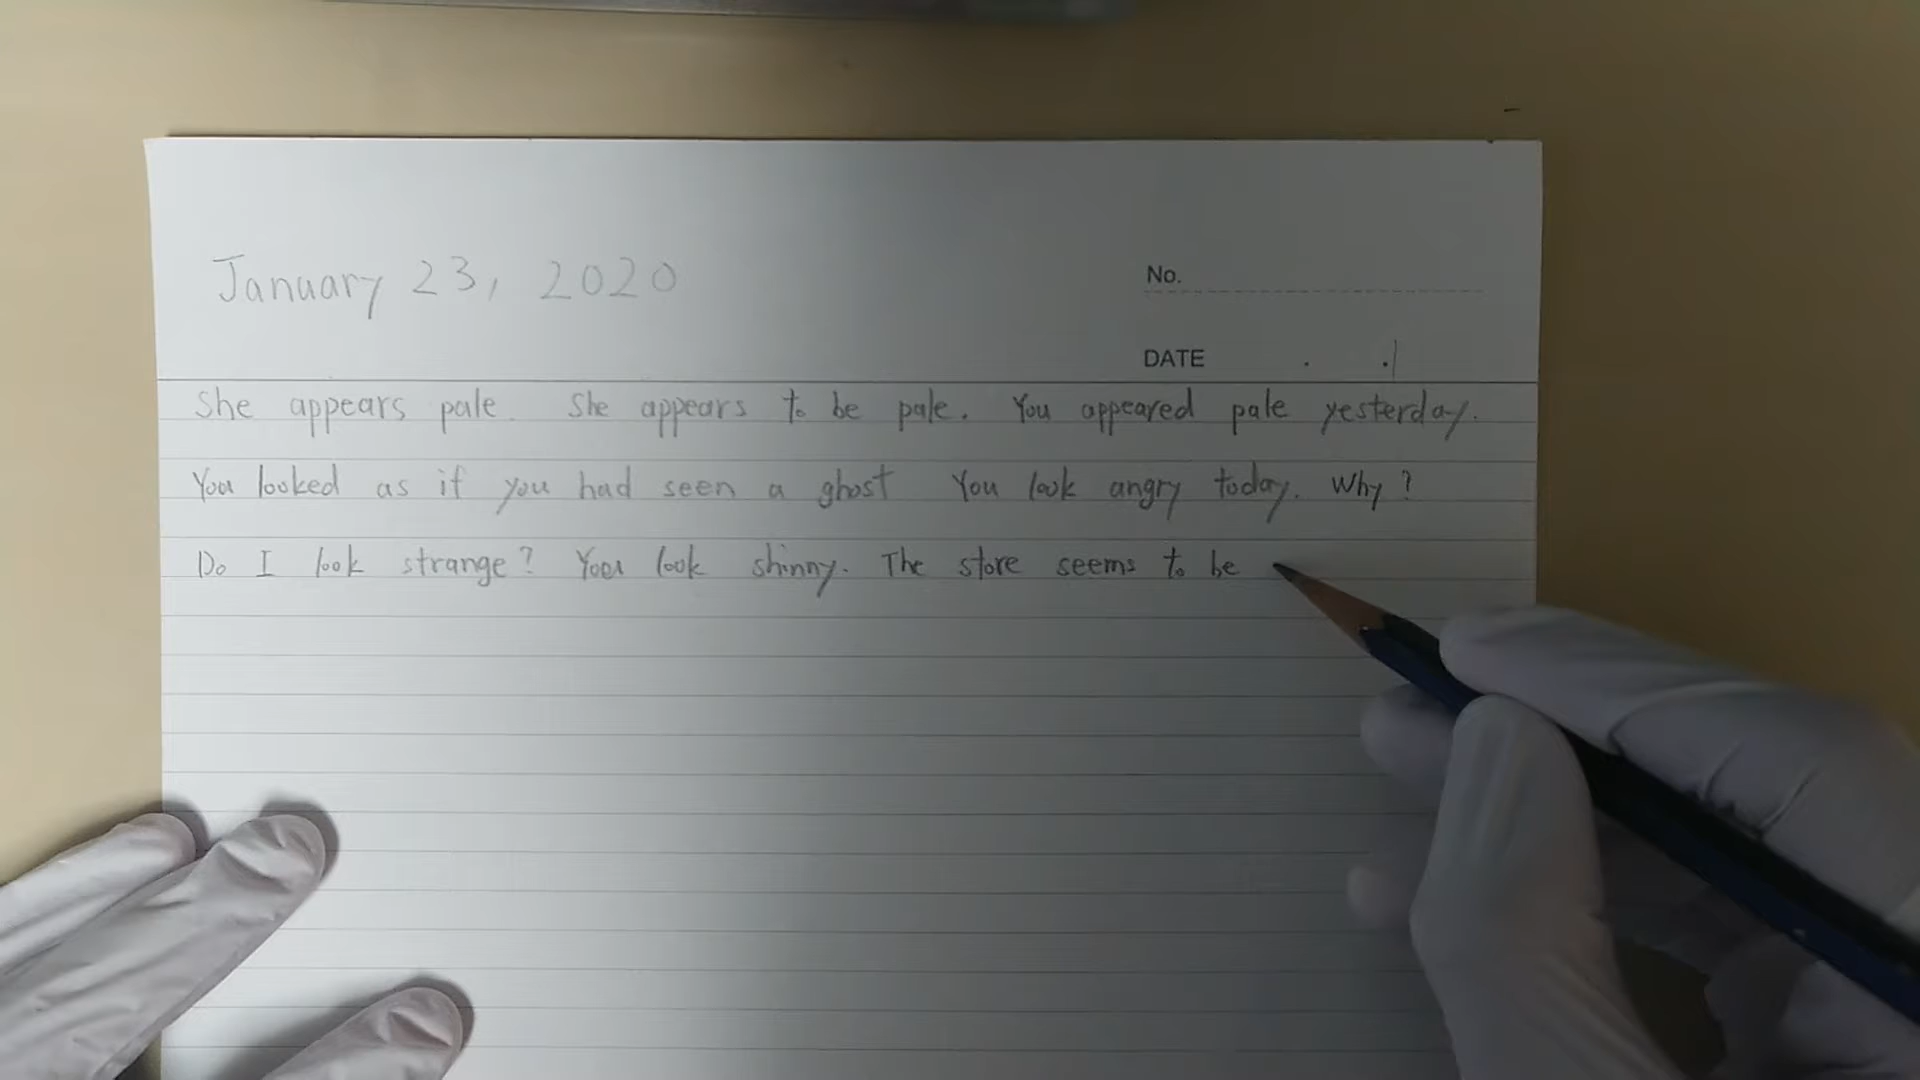 January 23, 2020
No.
DATE . .
She appears pale. She appears to be pale. You appeared pale yesterday.
You looked as if you had seen a ghost You look angry today. Why?
Do I look strange? You look shinny. The store seems to be